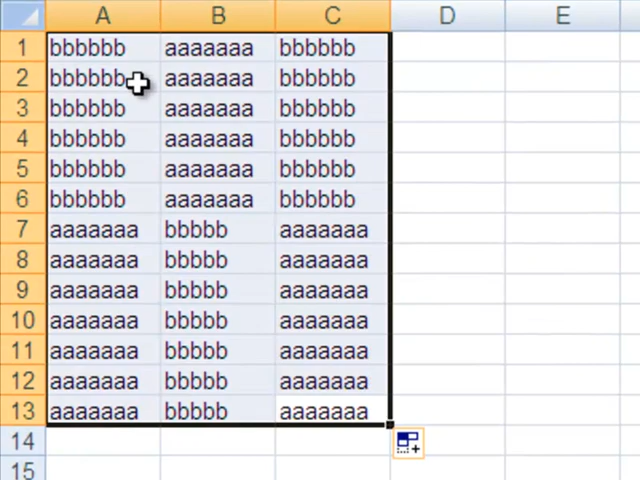 A B C D E
1 bbbbbb aaaaaaa bbbbbb
2 bbbbbb aaaaaaa bbbbbb
3 bbbbbb aaaaaaa bbbbbb
4 bbbbbb aaaaaaa bbbbbb
5 bbbbbb aaaaaaa bbbbbb
6 bbbbbb aaaaaaa bbbbbb
7 aaaaaaa bbbbb aaaaaaa
8 aaaaaaa bbbbb aaaaaaa
9 aaaaaaa bbbbb aaaaaaa
10 aaaaaaa bbbbb aaaaaaa
11 aaaaaaa bbbbb aaaaaaa
12 aaaaaaa bbbbb aaaaaaa
13 aaaaaaa bbbbb aaaaaaa
14
15